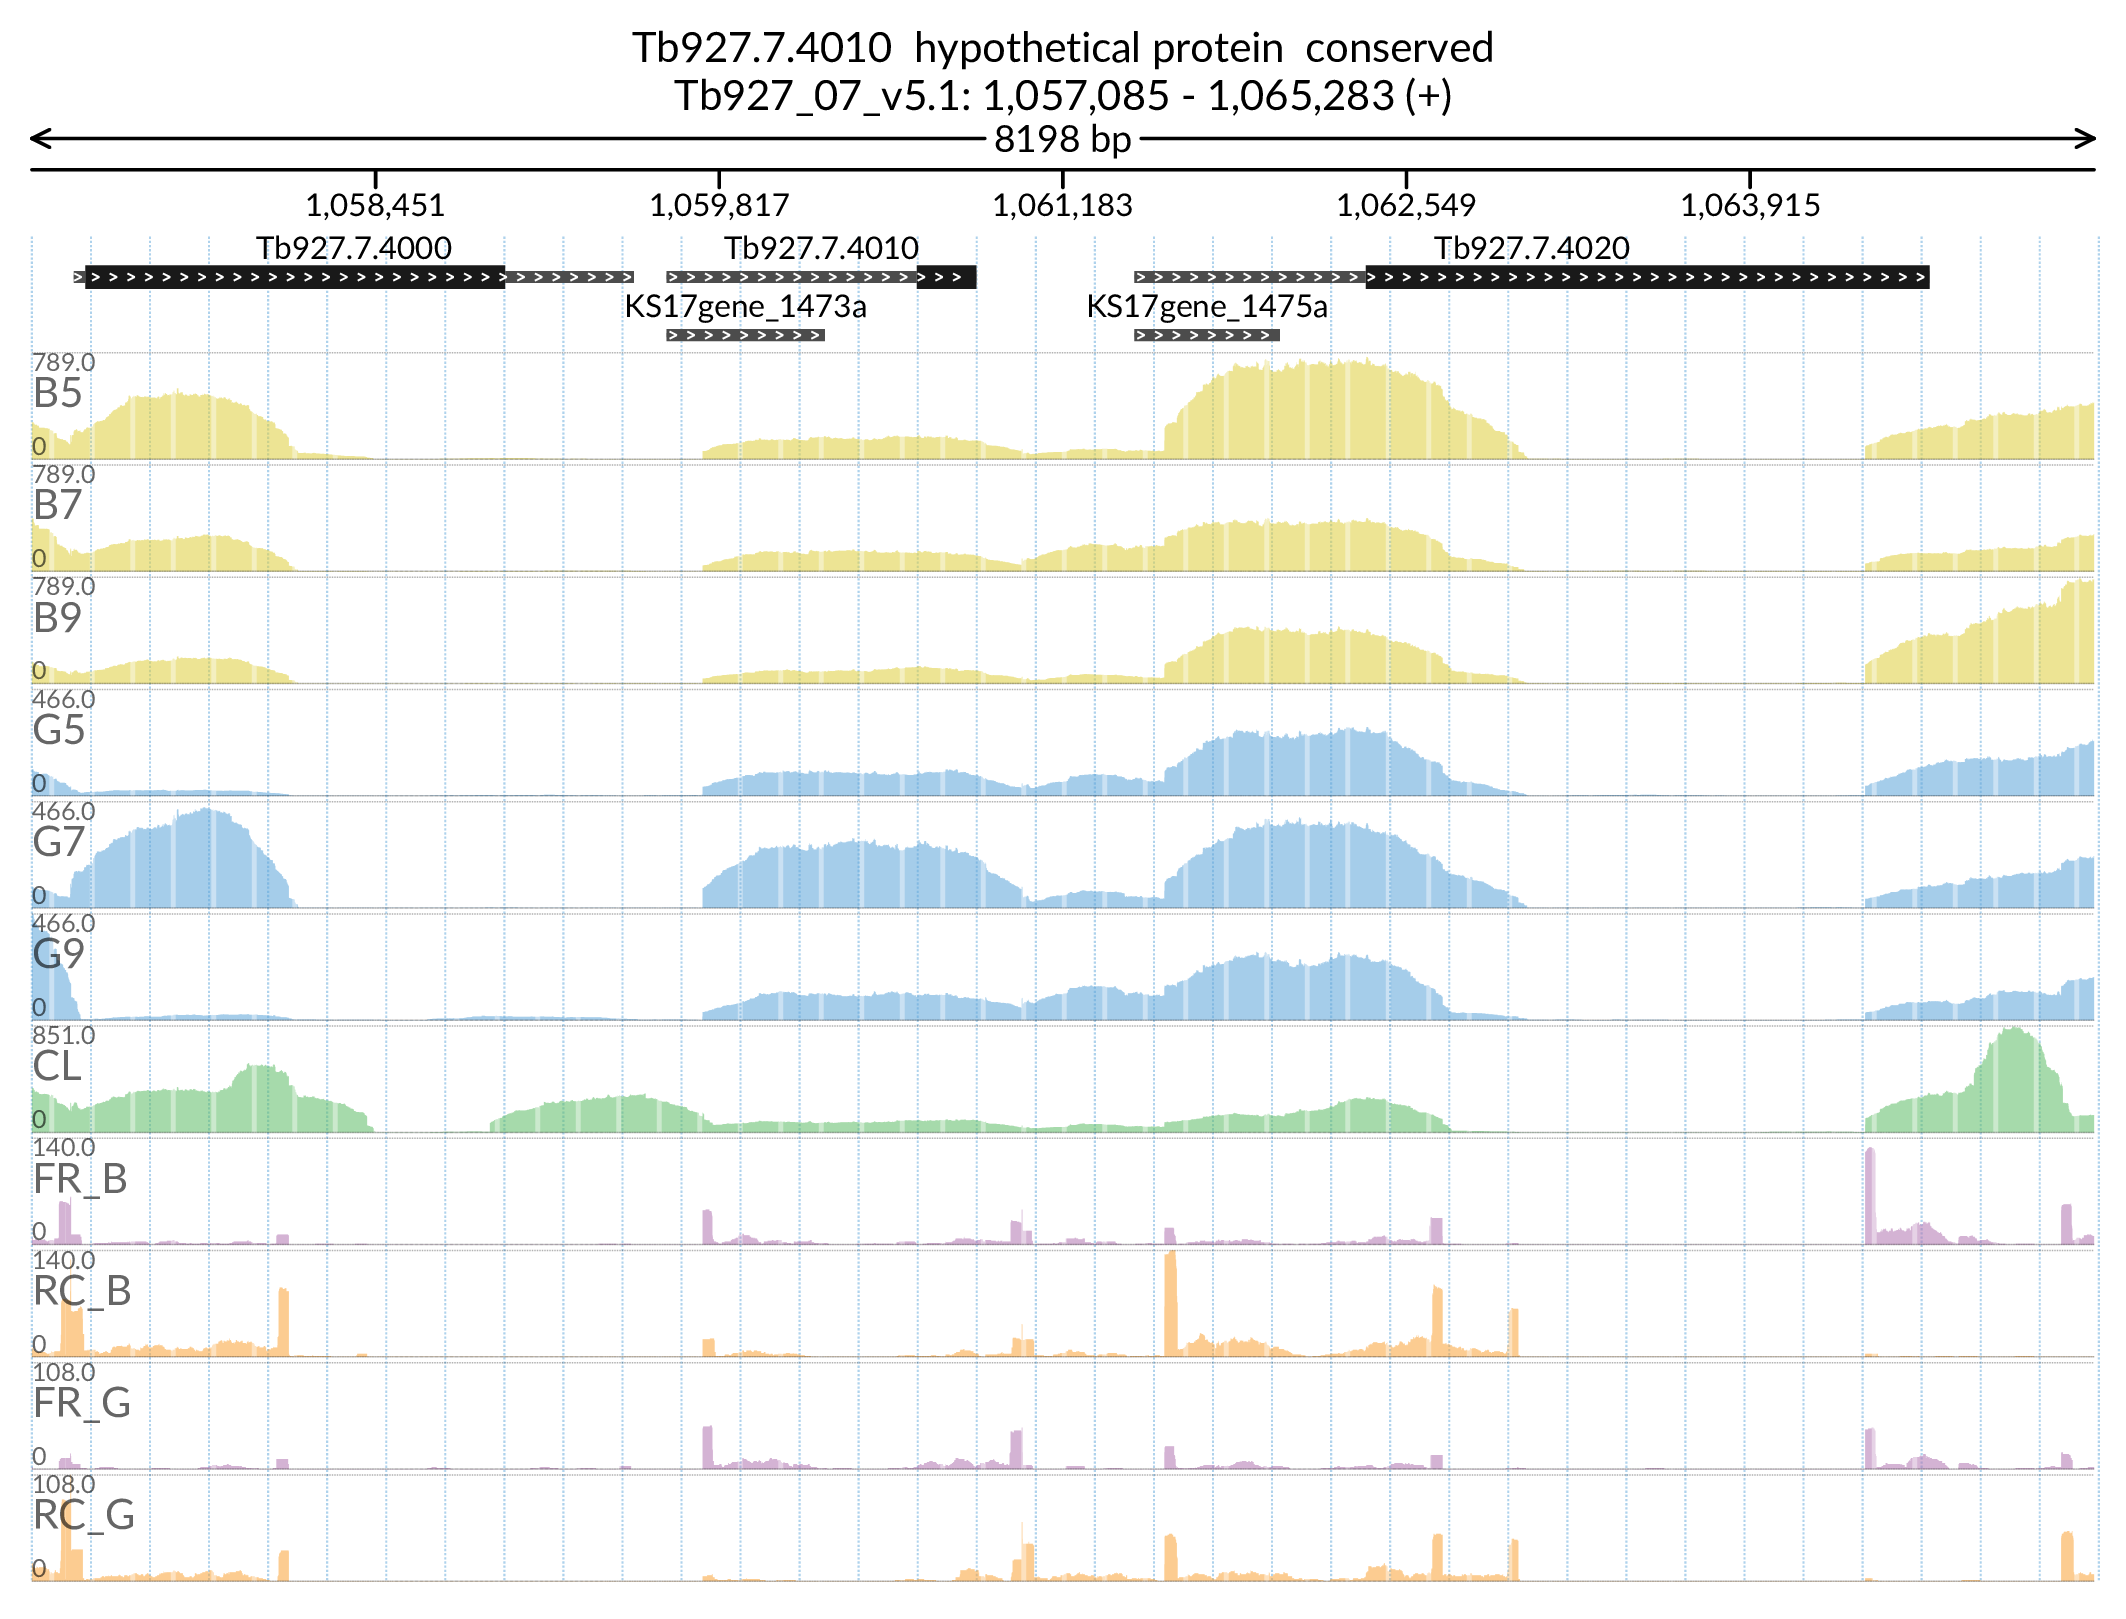 Tb927.7.4010  hypothetical protein  conserved
Tb927_07_v5.1: 1,057,085 - 1,065,283 (+)
8198 bp
1,058,451 1,059,817 1,061,183 1,062,549 1,063,915
Tb927.7.4000 Tb927.7.4010 Tb927.7.4020
KS17gene_1473a KS17gene_1475a
789.0
B5
0
789.0
B7
0
789.0
B9
0
466.0
G5
0
466.0
G7
0
466.0
G9
0
851.0
CL
0
140.0
FR_B
0
140.0
RC_B
0
108.0
FR_G
0
108.0
RC_G
0